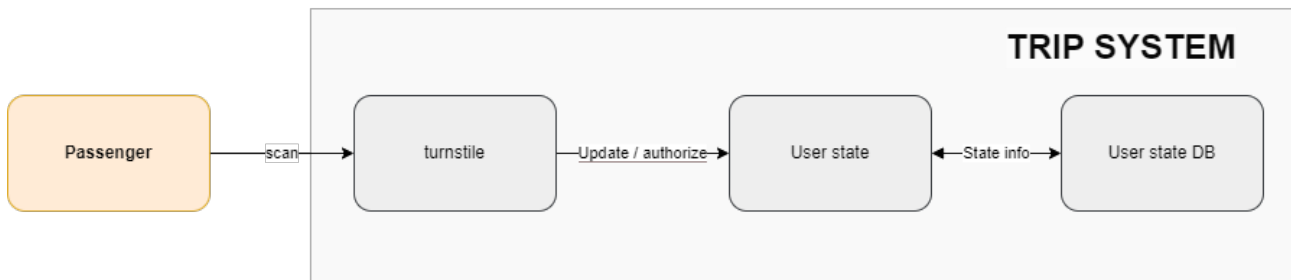 TRIP SYSTEM
Passenger
scan
turnstile
Update / authorize
User state
State info
User state DB